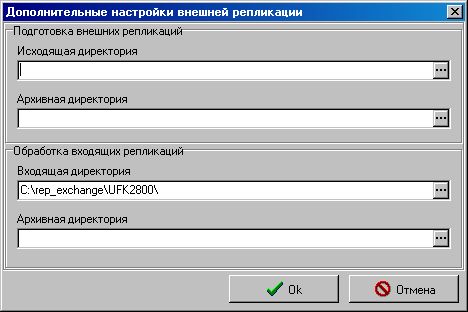 Дополнительные настройки внешней репликации
Подготовка внешних репликаций
Исходящая директория
...
Архивная директория
...
Обработка входящих репликаций
Входящая директория
C:\rep_exchange\UFK2800\
...
Архивная директория
...
Ok
Отмена